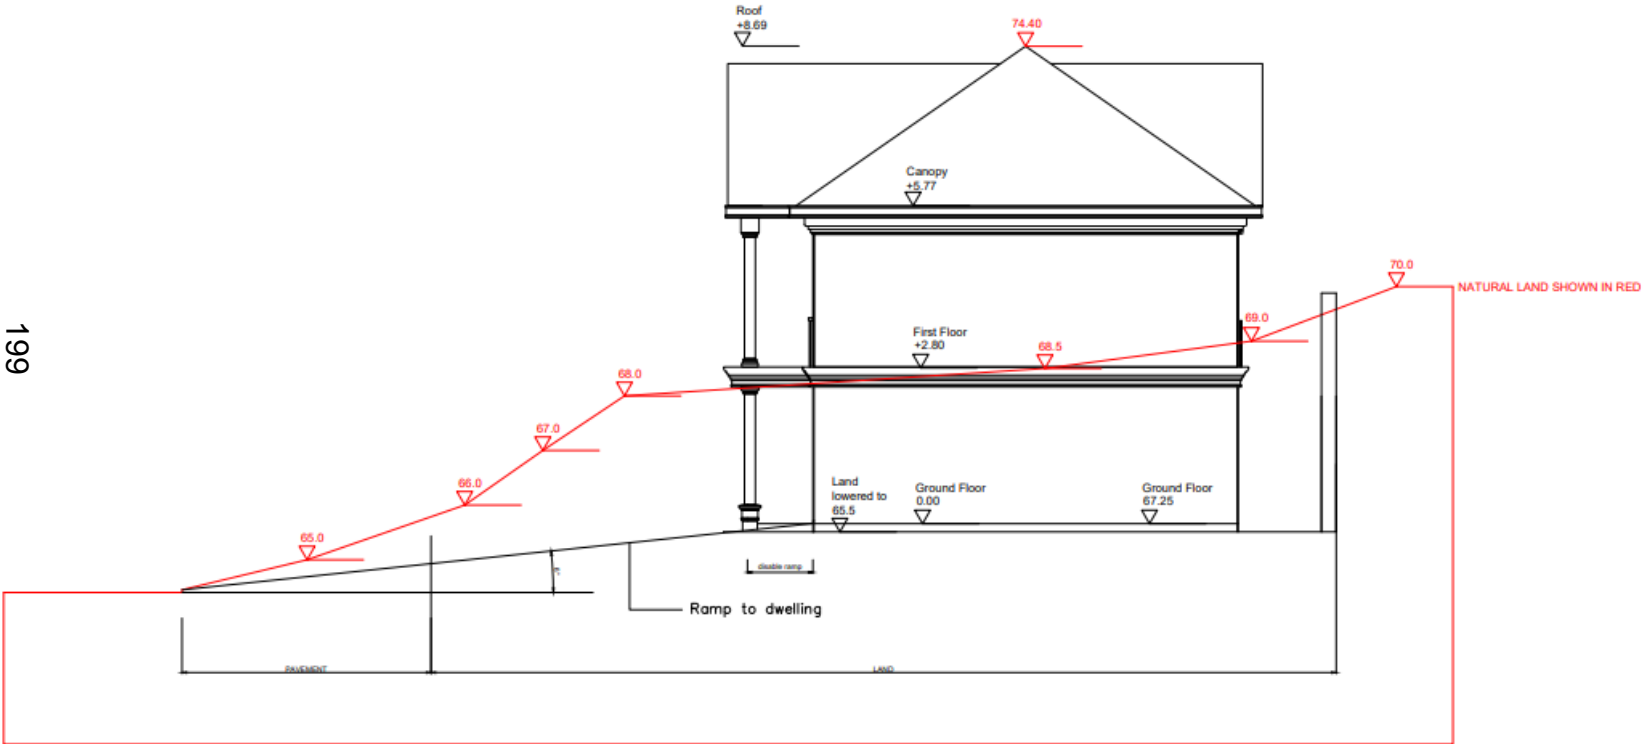 Roof
+8.69
74.40
Canopy
+5.77
70.0
NATURAL LAND SHOWN IN RED
199
First Floor
+2.80
68.5
69.0
68.0
67.0
66.0
Land
lowered to
65.5
Ground Floor
0.00
Ground Floor
67.25
65.0
disable ramp
Ramp to dwelling
PAVEMENT
LAND